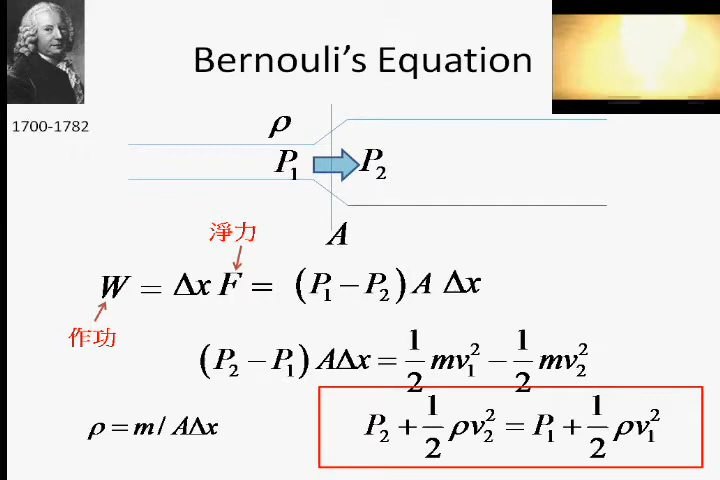 Bernouli's Equation
1700-1782
ρ
P₁ P₂
A
淨力
W = Δx F = (P₁ − P₂) A Δx
作功
(P₂ − P₁) AΔx = 1/2 mv₁² − 1/2 mv₂²
ρ = m / AΔx
P₂ + 1/2 ρv₂² = P₁ + 1/2 ρv₁²